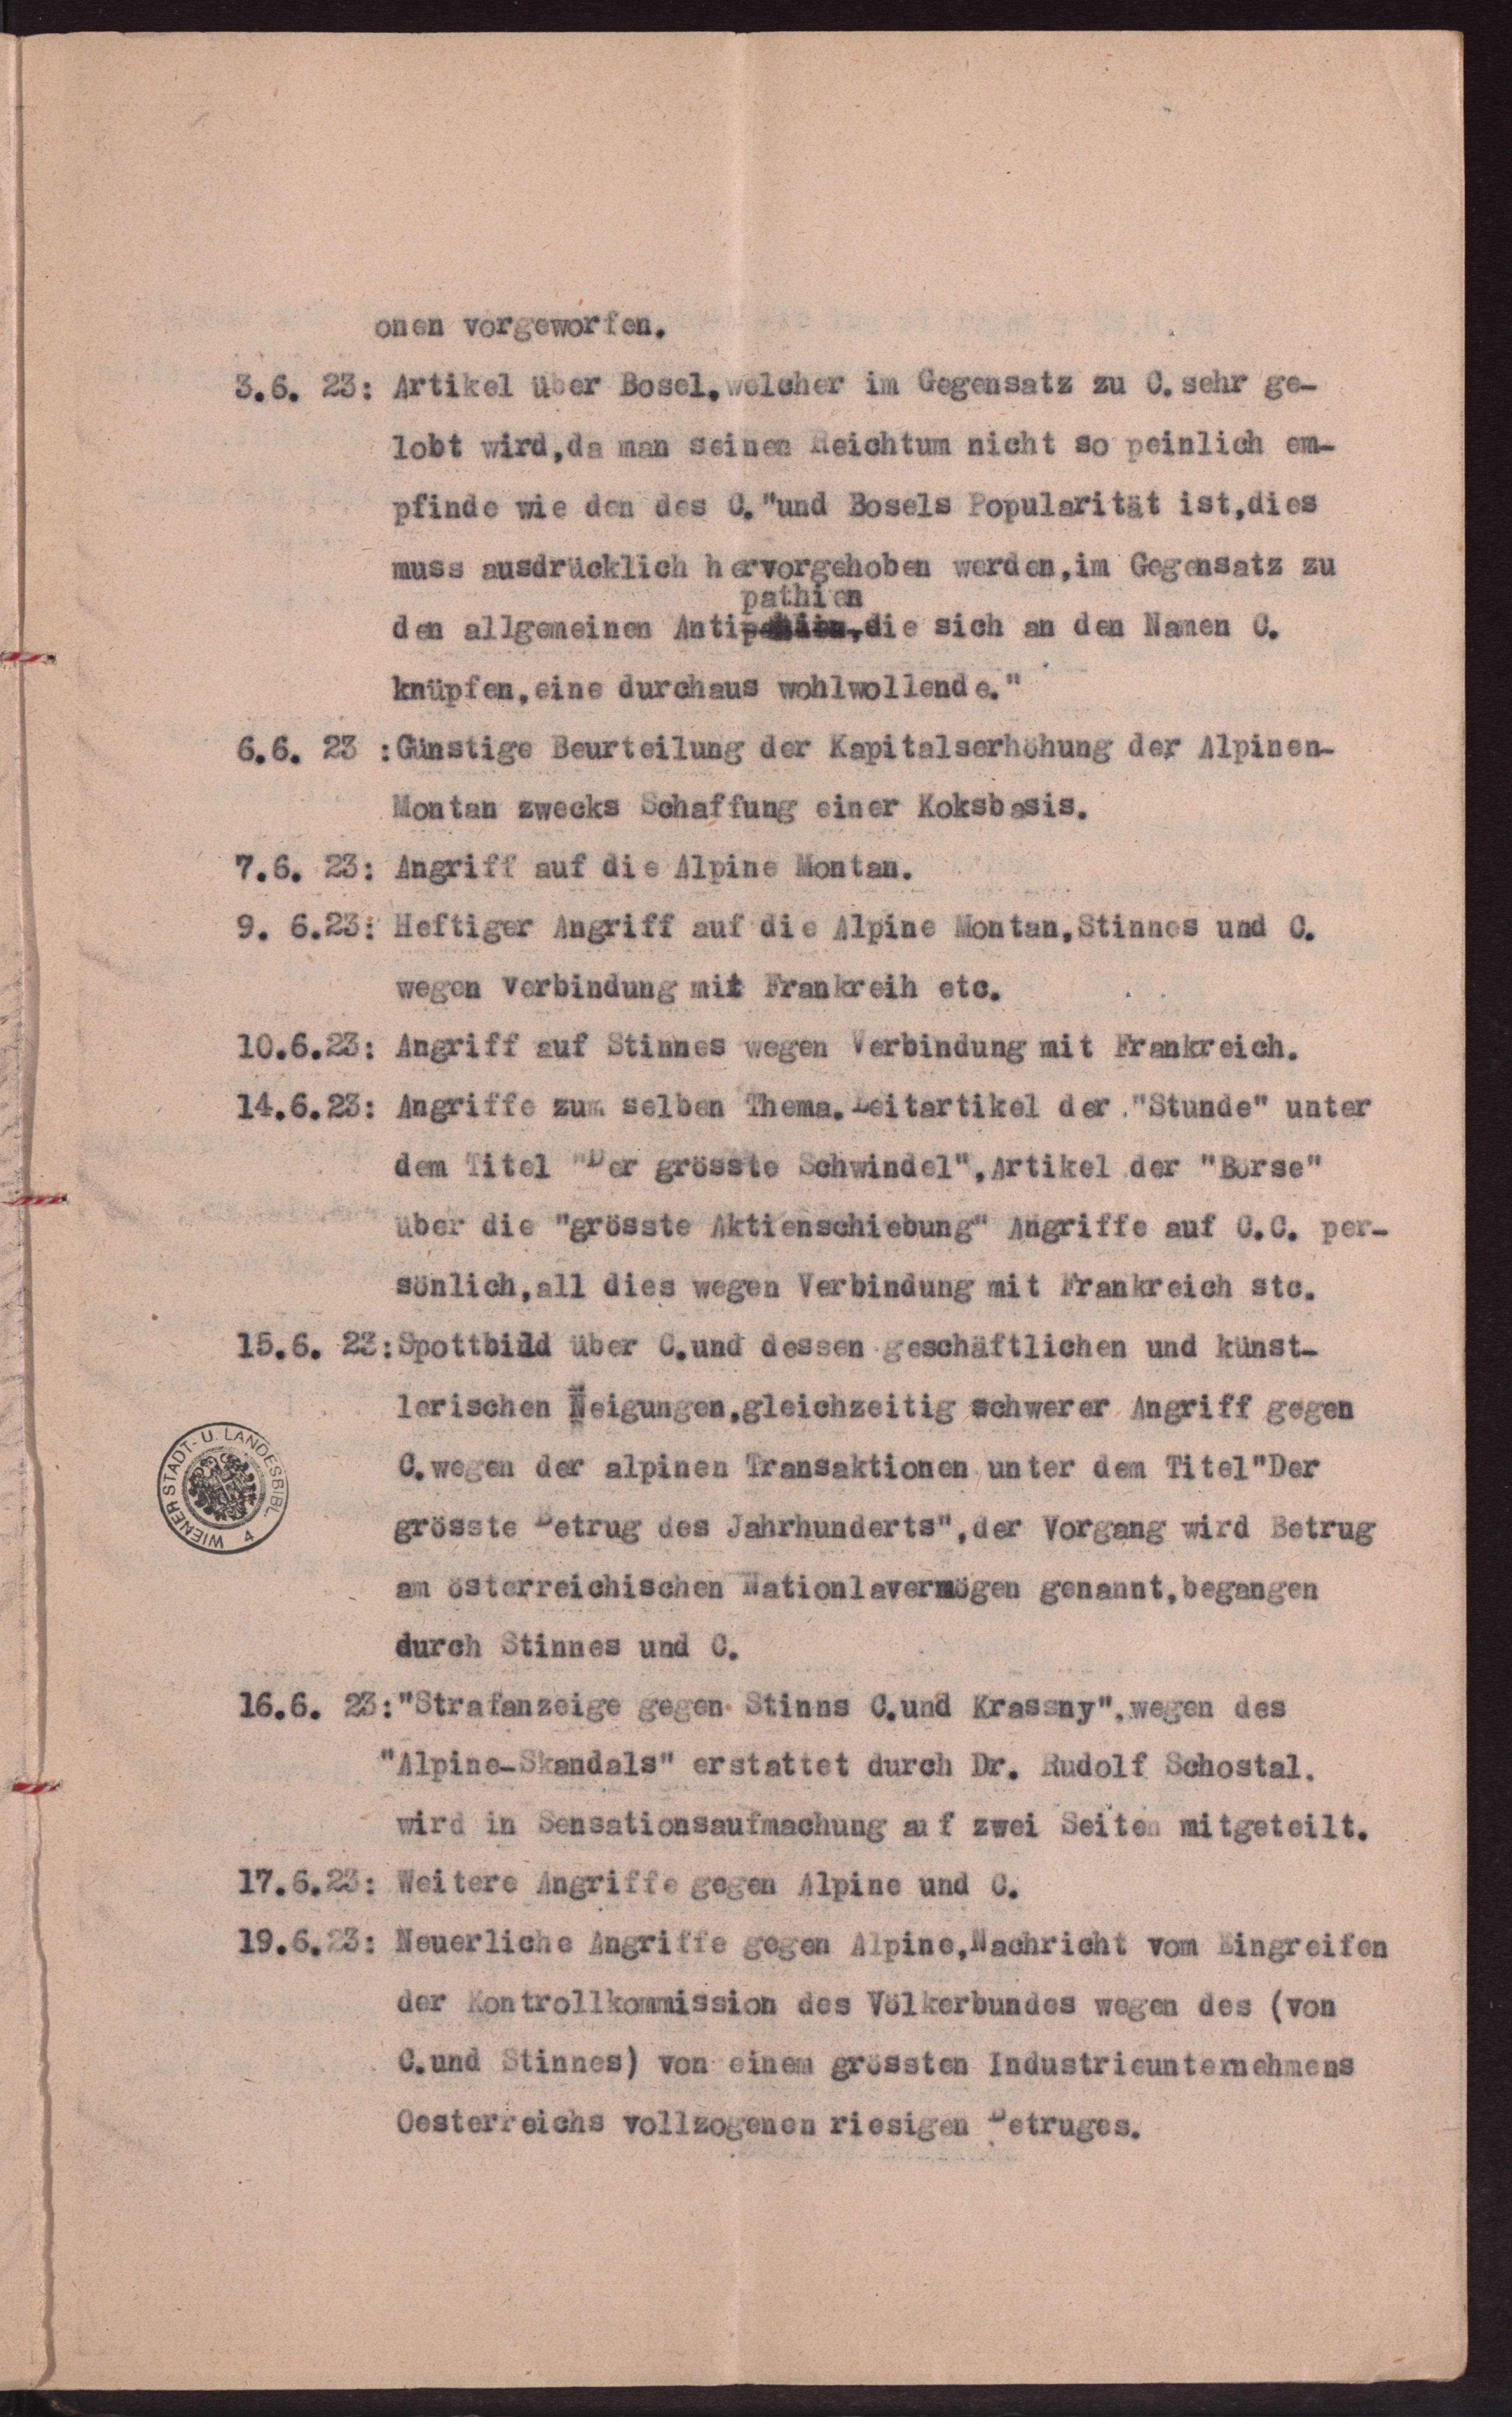 onen vorgeworfen.
3.6. 23: Artikel über Bosel, welcher im Gegensatz zu C. sehr ge-
lobt wird,da man seinen Reichtum nicht so peinlich em-
pfinde wie den des C."und Bosels Popularität ist,dies
muss ausdrücklich hervorgehoben werden,im Gegensatz zu
pathien
den allgemeinen Anti die sich an den Namen C.
knüpfen,eine durchaus wohlwollende."
6.6. 23 :Günstige Beurteilung der Kapitalserhöhung der Alpinen-
Montan zwecks Schaffung einer Koksbasis.
7.6. 23: Angriff auf die Alpine Montan.
9. 6.23: Heftiger Angriff auf die Alpine Montan,Stinnes und C.
wegen Verbindung mit Frankreih etc.
10.6.23: Angriff auf Stinnes wegen Verbindung mit Frankreich.
14.6.23: Angriffe zum selben Thema.Leitartikel der "Stunde" unter
dem Titel "Der grösste Schwindel",Artikel der "Börse"
über die "grösste Aktienschiebung" Angriffe auf C.C. per-
sönlich,all dies wegen Verbindung mit Frankreich stc.
15.6. 23:Spottbild über C.und dessen geschäftlichen und künst-
lerischen Neigungen,gleichzeitig schwerer Angriff gegen
C.wegen der alpinen Transaktionen unter dem Titel"Der
grösste Betrug des Jahrhunderts",der Vorgang wird Betrug
am österreichischen Nationlavermögen genannt,begangen
durch Stinnes und C.
16.6. 23:"Strafanzeige gegen Stinns C.und Krassny",wegen des
"Alpine-Skandals" erstattet durch Dr. Rudolf Schostal.
wird in Sensationsaufmachung auf zwei Seiten mitgeteilt.
17.6.23: Weitere Angriffe gegen Alpine und C.
19.6.23: Neuerliche Angriffe gegen Alpine,Nachricht vom Eingreifen
der Kontrollkommission des Völkerbundes wegen des (von
C.und Stinnes) von einem grössten Industrieunternehmens
Oesterreichs vollzogenen riesigen Betruges.
WIENER STADT- U. LANDESBIBL. 4